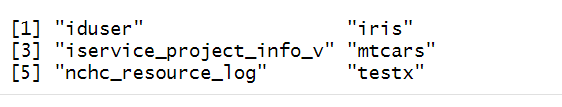 [1] "iduser"                  "iris"
[3] "iservice_project_info_v" "mtcars"
[5] "nchc_resource_log"       "testx"